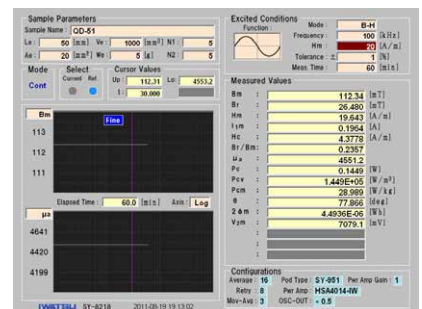 Sample Parameters
Sample Name : QD-51
Le : 50 [mm] Ve : 1000 [mm³] N1 : 5
Ae : 20 [mm²] We : 5 [g] N2 : 5
Mode Select Cursor Values
Cont Current Ref. Up : 112.31 Lo : 4553.2
1 : 30.000
Bm
Fine
113
112
111
Elapsed Time : 60.0 [min] Axis : Log
μa
4641
4420
4199
IWATSU SY-8218 2011-08-19 19:13:02
Excited Conditions
Function : Mode : B-H
Frequency : 100 [kHz]
Hm : 20 [A/m]
Tolerance : ± 1 [%]
Meas. Time : 60 [min]
Measured Values
Bm : 112.34 [mT]
Br : 26.480 [mT]
Hm : 19.643 [A/m]
I1m : 0.1964 [A]
Hc : 4.3778 [A/m]
Br/Bm: 0.2357
μa : 4551.2
Pc : 0.1449 [W]
Pcv : 1.449E+05 [W/m³]
Pcm : 28.989 [W/kg]
θ : 77.866 [deg]
2Φm : 4.4936E-06 [Wb]
V2m : 7079.1 [mV]
:
:
Configurations
Average : 16 Pod Type : SY-951 Pwr Amp Gain : 1
Retry : 8 Pwr Amp : HSA4014-IW
Mov-Avg : 3 OSC-OUT : + 0.5